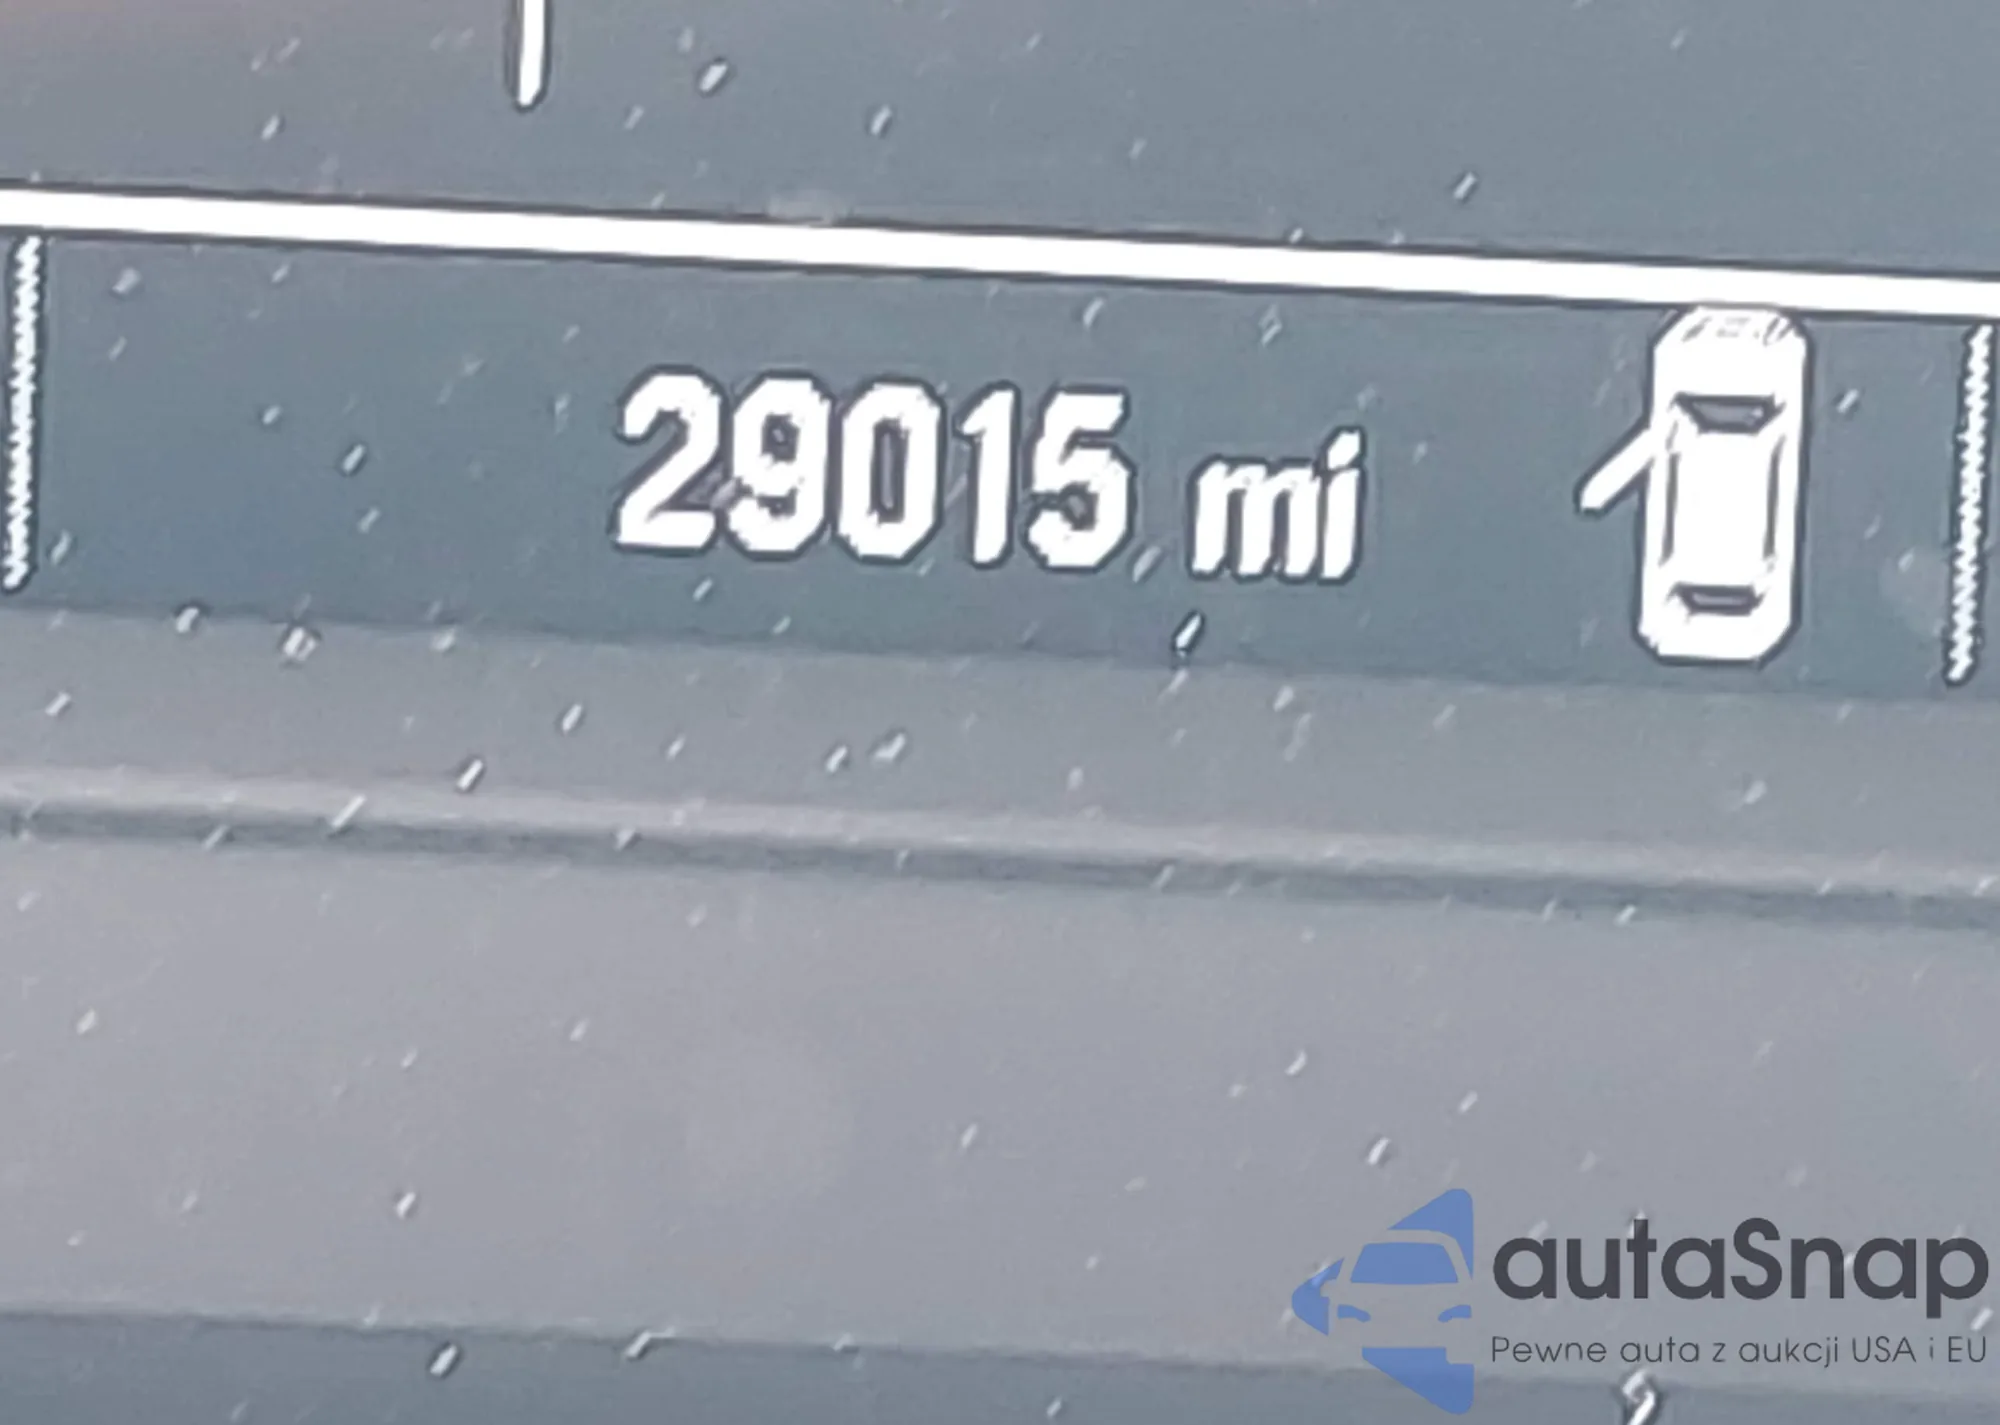 29015 mi
autaSnap
Pewne auta z aukcji USA i EU